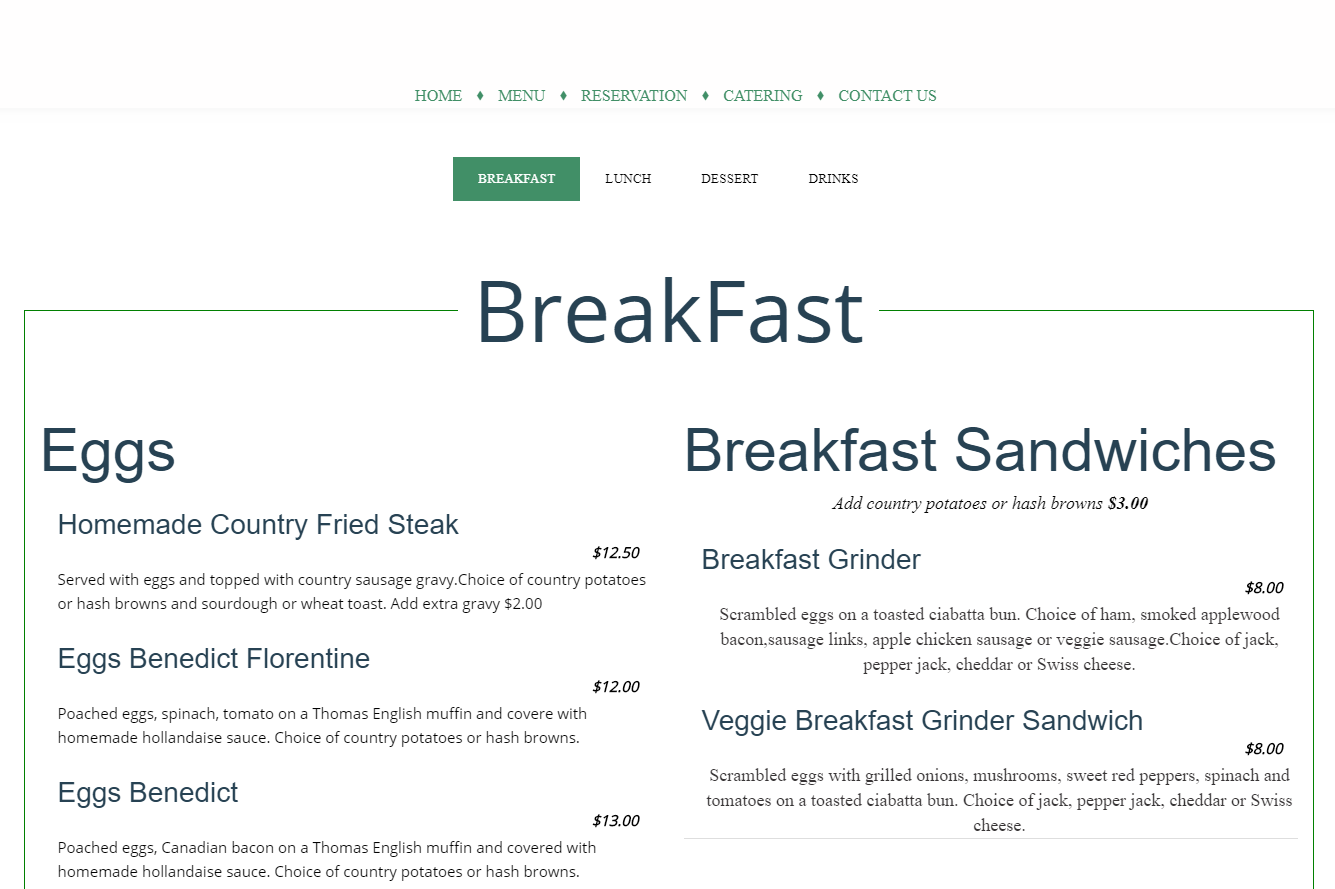 HOME ♦ MENU ♦ RESERVATION ♦ CATERING ♦ CONTACT US
BREAKFAST LUNCH DESSERT DRINKS
BreakFast
Eggs
Homemade Country Fried Steak
$12.50
Served with eggs and topped with country sausage gravy.Choice of country potatoes
or hash browns and sourdough or wheat toast. Add extra gravy $2.00
Eggs Benedict Florentine
$12.00
Poached eggs, spinach, tomato on a Thomas English muffin and covere with
homemade hollandaise sauce. Choice of country potatoes or hash browns.
Eggs Benedict
$13.00
Poached eggs, Canadian bacon on a Thomas English muffin and covered with
homemade hollandaise sauce. Choice of country potatoes or hash browns.
Breakfast Sandwiches
Add country potatoes or hash browns $3.00
Breakfast Grinder
$8.00
Scrambled eggs on a toasted ciabatta bun. Choice of ham, smoked applewood
bacon,sausage links, apple chicken sausage or veggie sausage.Choice of jack,
pepper jack, cheddar or Swiss cheese.
Veggie Breakfast Grinder Sandwich
$8.00
Scrambled eggs with grilled onions, mushrooms, sweet red peppers, spinach and
tomatoes on a toasted ciabatta bun. Choice of jack, pepper jack, cheddar or Swiss
cheese.